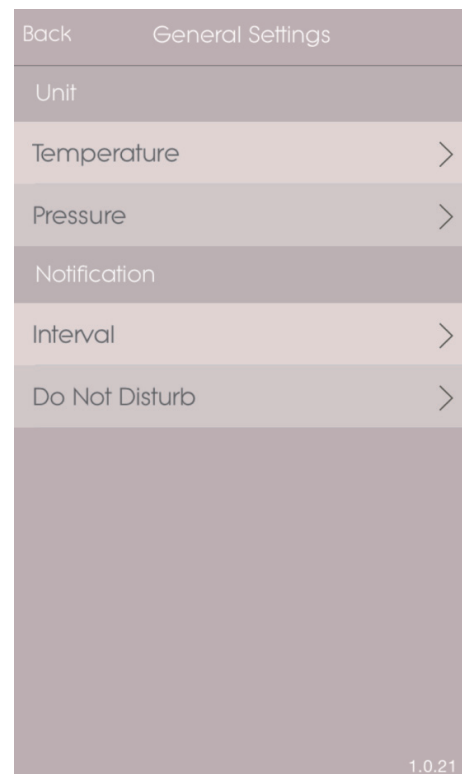 Back General Settings
Unit
Temperature
Pressure
Notification
Interval
Do Not Disturb
1.0.21